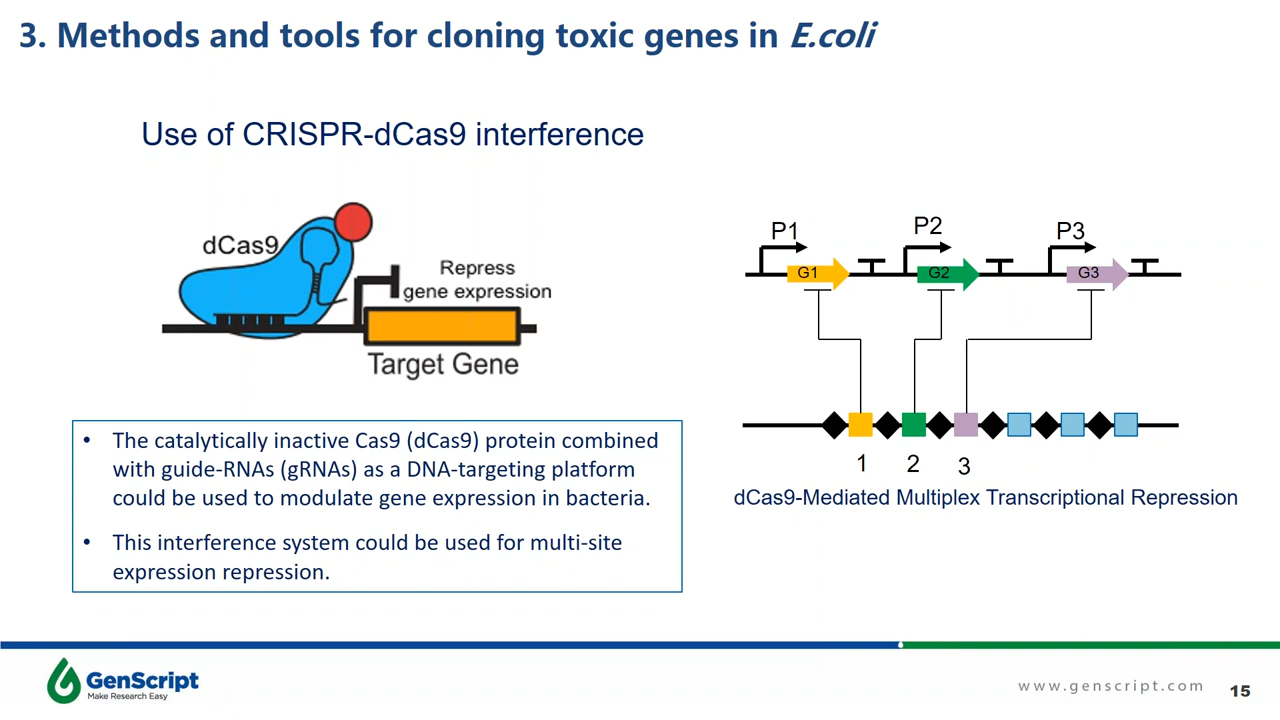 3. Methods and tools for cloning toxic genes in E.coli
Use of CRISPR-dCas9 interference
dCas9
Repress
gene expression
Target Gene
• The catalytically inactive Cas9 (dCas9) protein combined
with guide-RNAs (gRNAs) as a DNA-targeting platform
could be used to modulate gene expression in bacteria.
• This interference system could be used for multi-site
expression repression.
P1 P2 P3
G1 G2 G3
1 2 3
dCas9-Mediated Multiplex Transcriptional Repression
GenScript
Make Research Easy
www.genscript.com
15